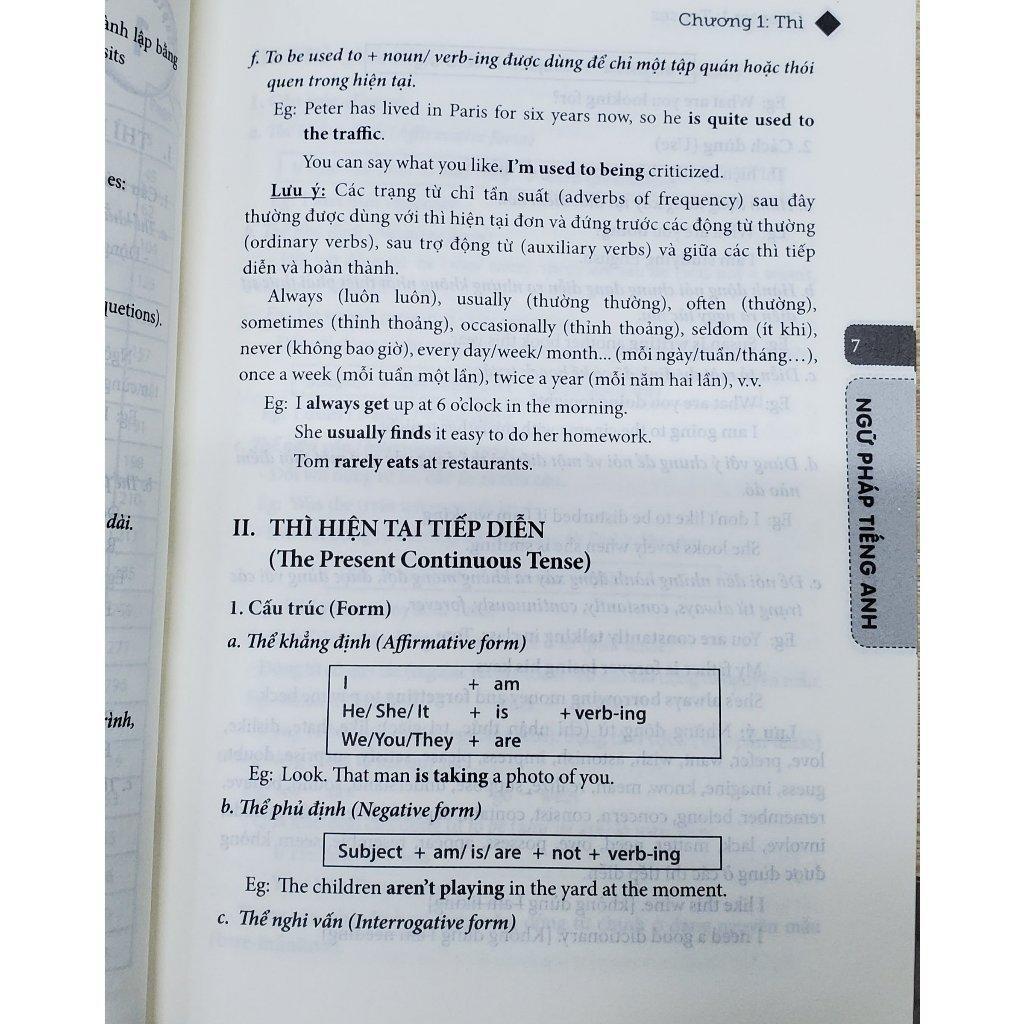 ành lập bằng
sits
es:
uetions).
dài.
rình,
Chương 1: Thì
f. To be used to + noun/ verb-ing được dùng để chỉ một tập quán hoặc thói
quen trong hiện tại.
Eg: Peter has lived in Paris for six years now, so he is quite used to
the traffic.
You can say what you like. I'm used to being criticized.
Lưu ý: Các trạng từ chỉ tần suất (adverbs of frequency) sau đây
thường được dùng với thì hiện tại đơn và đứng trước các động từ thường
(ordinary verbs), sau trợ động từ (auxiliary verbs) và giữa các thì tiếp
diễn và hoàn thành.
Always (luôn luôn), usually (thường thường), often (thường),
sometimes (thỉnh thoảng), occasionally (thỉnh thoảng), seldom (ít khi),
never (không bao giờ), every day/week/ month... (mỗi ngày/tuần/tháng…),
once a week (mỗi tuần một lần), twice a year (mỗi năm hai lần), v.v.
Eg: I always get up at 6 o'clock in the morning.
She usually finds it easy to do her homework.
Tom rarely eats at restaurants.
II. THÌ HIỆN TẠI TIẾP DIỄN
(The Present Continuous Tense)
1. Cấu trúc (Form)
a. Thể khẳng định (Affirmative form)
I + am
He/ She/ It + is + verb-ing
We/You/They + are
Eg: Look. That man is taking a photo of you.
b. Thể phủ định (Negative form)
Subject + am/ is/ are + not + verb-ing
Eg: The children aren't playing in the yard at the moment.
c. Thể nghi vấn (Interrogative form)
7
NGỮ PHÁP TIẾNG ANH